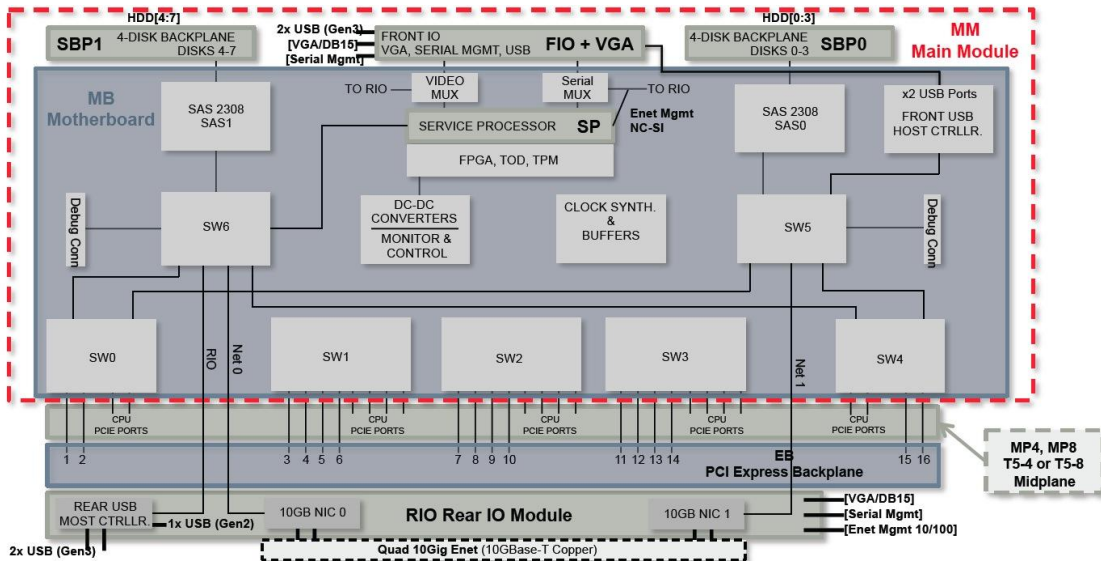 HDD[4:7]
HDD[0:3]
SBP1
4-DISK BACKPLANE
DISKS 4-7
2x USB (Gen3)
[VGA/DB15]
[Serial Mgmt]
FRONT IO
VGA, SERIAL MGMT, USB
FIO + VGA
4-DISK BACKPLANE
DISKS 0-3
SBP0
MM
Main Module
MB
Motherboard
SAS 2308
SAS1
TO RIO
VIDEO
MUX
Serial
MUX
TO RIO
SERVICE PROCESSOR
SP
Enet Mgmt
NC-SI
FPGA, TOD, TPM
SAS 2308
SAS0
x2 USB Ports
FRONT USB
HOST CTRLLR.
Debug Conn
SW6
DC-DC
CONVERTERS
MONITOR &
CONTROL
CLOCK SYNTH.
&
BUFFERS
SW5
Debug Conn
SW0
RIO
Net 0
SW1
SW2
SW3
Net 1
SW4
CPU
PCIE PORTS
CPU
PCIE PORTS
CPU
PCIE PORTS
CPU
PCIE PORTS
CPU
PCIE PORTS
1 2 3 4 5 6 7 8 9 10 11 12 13 14 15 16
EB
PCI Express Backplane
MP4, MP8
T5-4 or T5-8
Midplane
REAR USB
MOST CTRLLR.
1x USB (Gen2)
2x USB (Gen3)
10GB NIC 0
RIO Rear IO Module
10GB NIC 1
[VGA/DB15]
[Serial Mgmt]
[Enet Mgmt 10/100]
Quad 10Gig Enet (10GBase-T Copper)